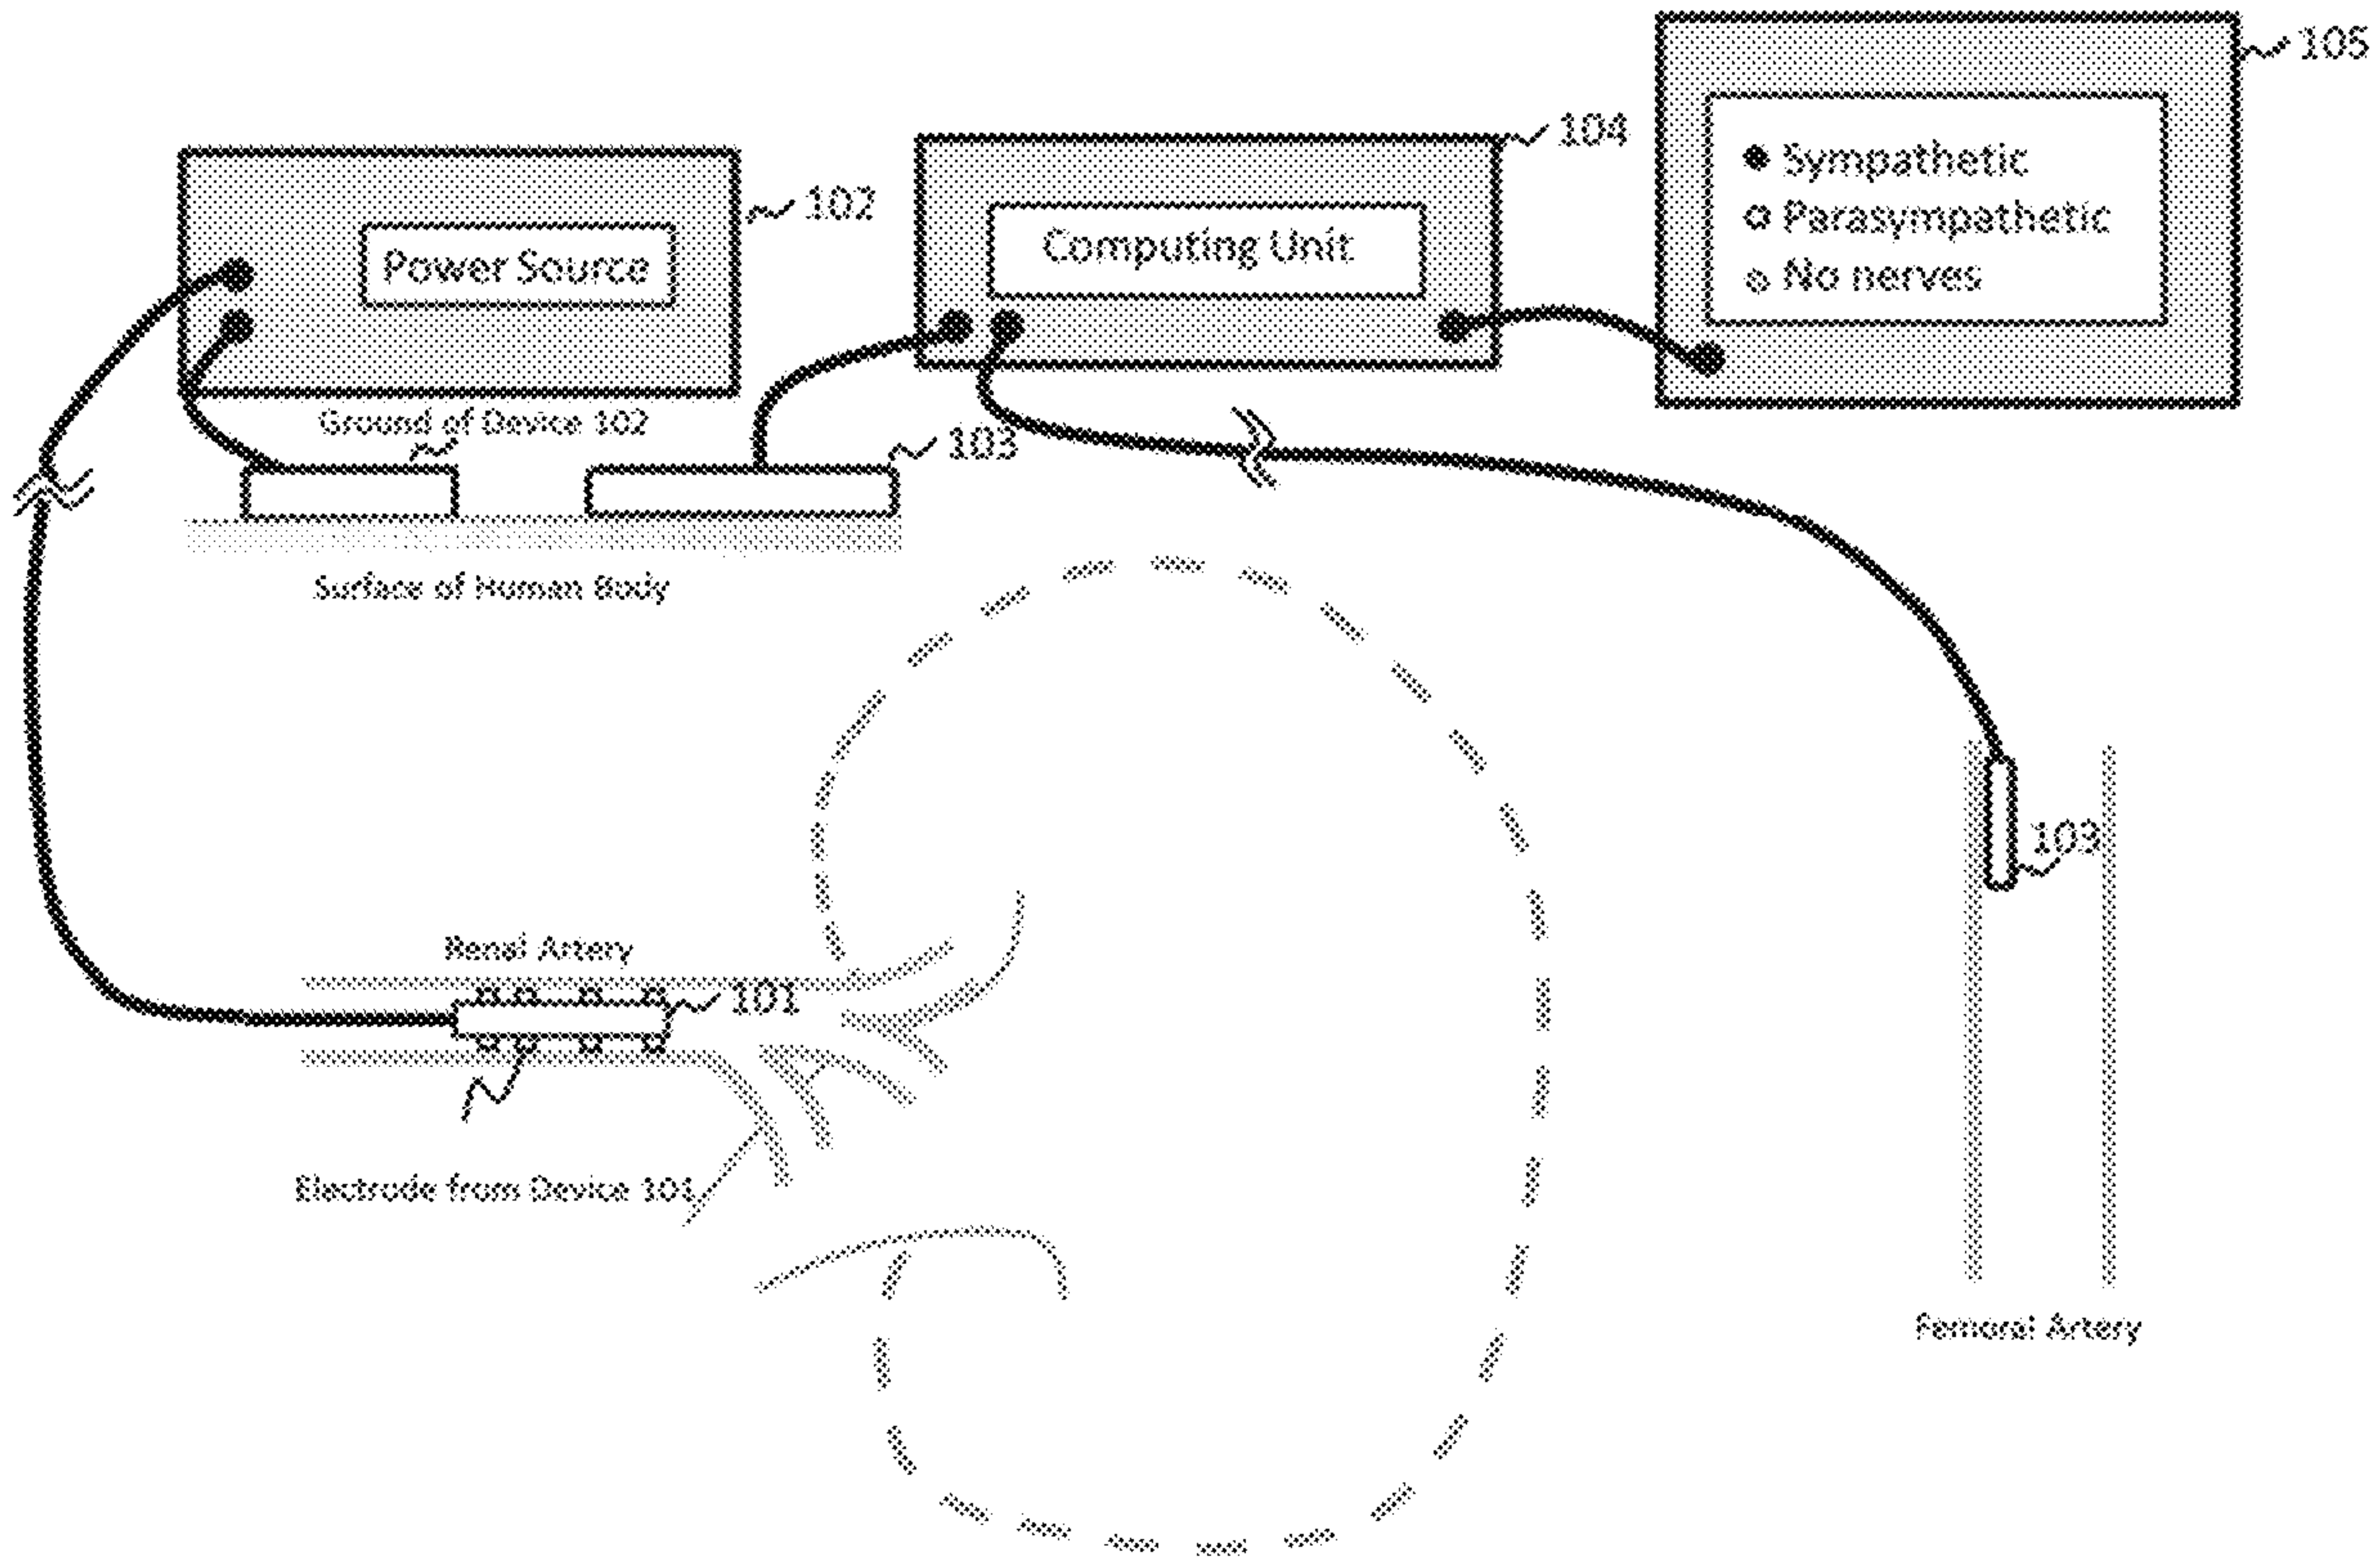 106
104
Sympathetic
Parasympathetic
No nerves
102
Power Source
Computing Unit
Ground of Device 102
103
Surface of Human Body
103
Renal Artery
101
Electrode from Device 101
Femoral Artery